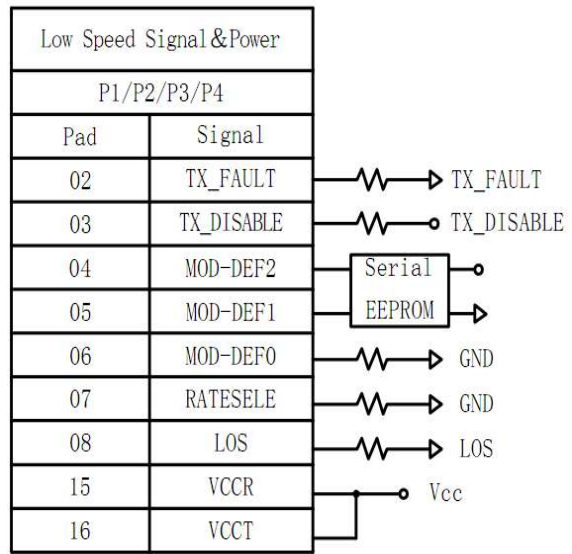 Low Speed Signal&Power
P1/P2/P3/P4
Pad Signal
02 TX_FAULT TX_FAULT
03 TX_DISABLE TX_DISABLE
04 MOD-DEF2 Serial
05 MOD-DEF1 EEPROM
06 MOD-DEF0 GND
07 RATESELE GND
08 LOS LOS
15 VCCR Vcc
16 VCCT